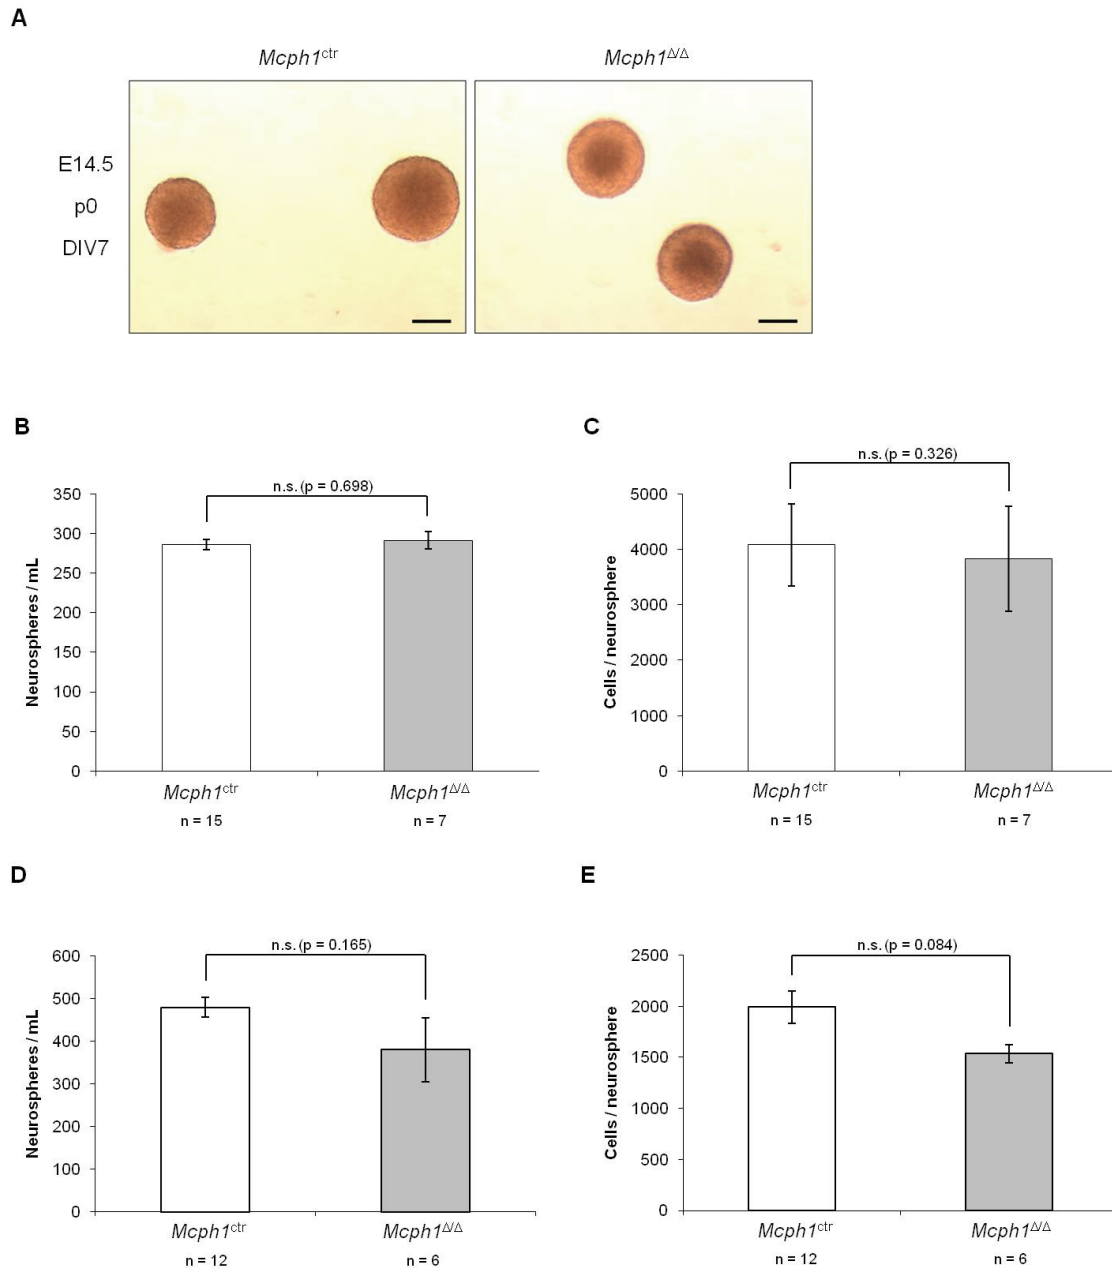 A
Mcph1ctr
Mcph1Δ/Δ
E14.5
p0
DIV7
B
n.s. (p = 0.698)
350
300
250
200
150
100
50
0
Neurospheres / mL
Mcph1ctr
Mcph1Δ/Δ
n = 15
n = 7
C
n.s. (p = 0.326)
5000
4000
3000
2000
1000
0
Cells / neurosphere
Mcph1ctr
Mcph1Δ/Δ
n = 15
n = 7
D
n.s. (p = 0.165)
600
500
400
300
200
100
0
Neurospheres / mL
Mcph1ctr
Mcph1Δ/Δ
n = 12
n = 6
E
n.s. (p = 0.084)
2500
2000
1500
1000
500
0
Cells / neurosphere
Mcph1ctr
Mcph1Δ/Δ
n = 12
n = 6